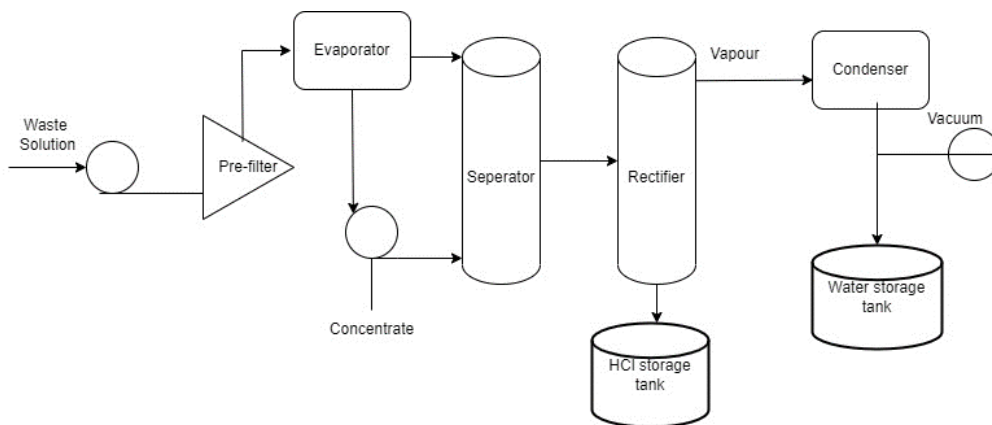 Waste
Solution
Pre-filter
Evaporator
Concentrate
Seperator
Rectifier
HCl storage
tank
Vapour
Condenser
Vacuum
Water storage
tank